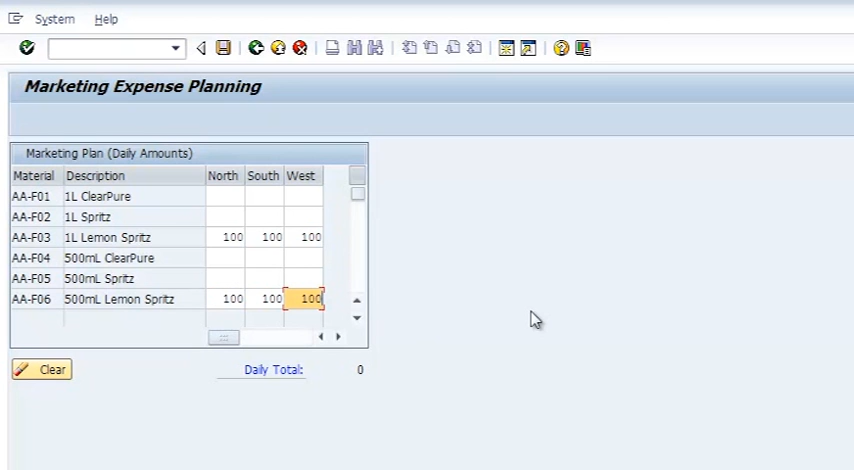 System Help
Marketing Expense Planning
Marketing Plan (Daily Amounts)
Material Description North South West
AA-F01 1L ClearPure
AA-F02 1L Spritz
AA-F03 1L Lemon Spritz 100 100 100
AA-F04 500mL ClearPure
AA-F05 500mL Spritz
AA-F06 500mL Lemon Spritz 100 100 100
Clear Daily Total: 0